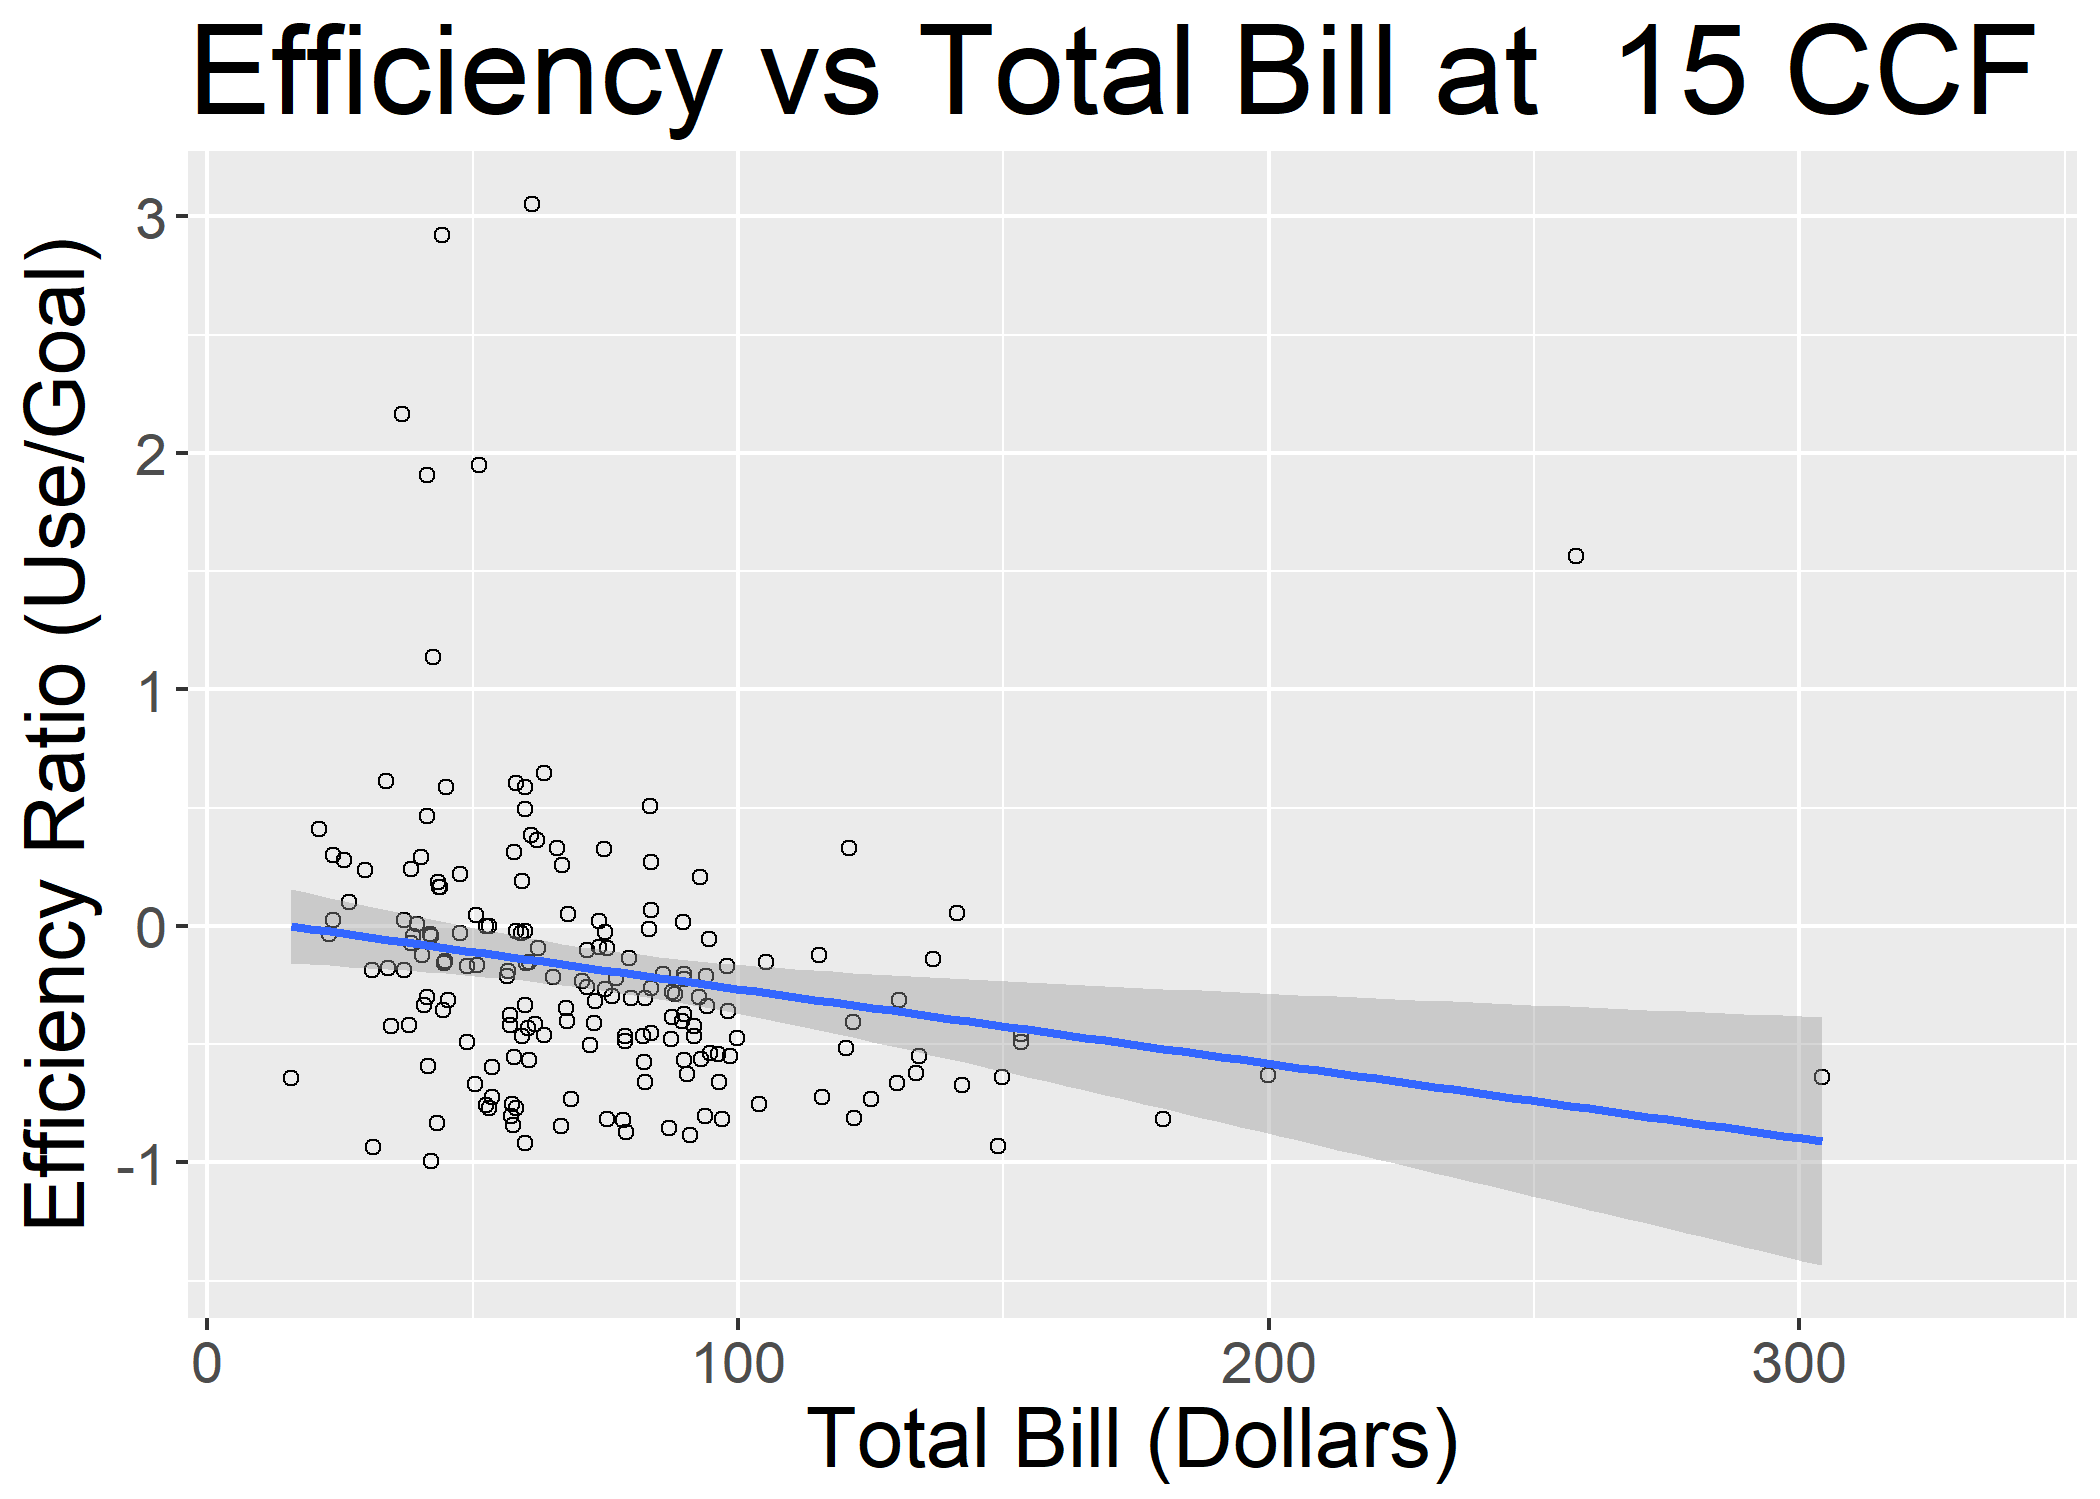 Efficiency vs Total Bill at  15 CCF
Efficiency Ratio (Use/Goal)
3
2
1
0
-1
0 100 200 300
Total Bill (Dollars)